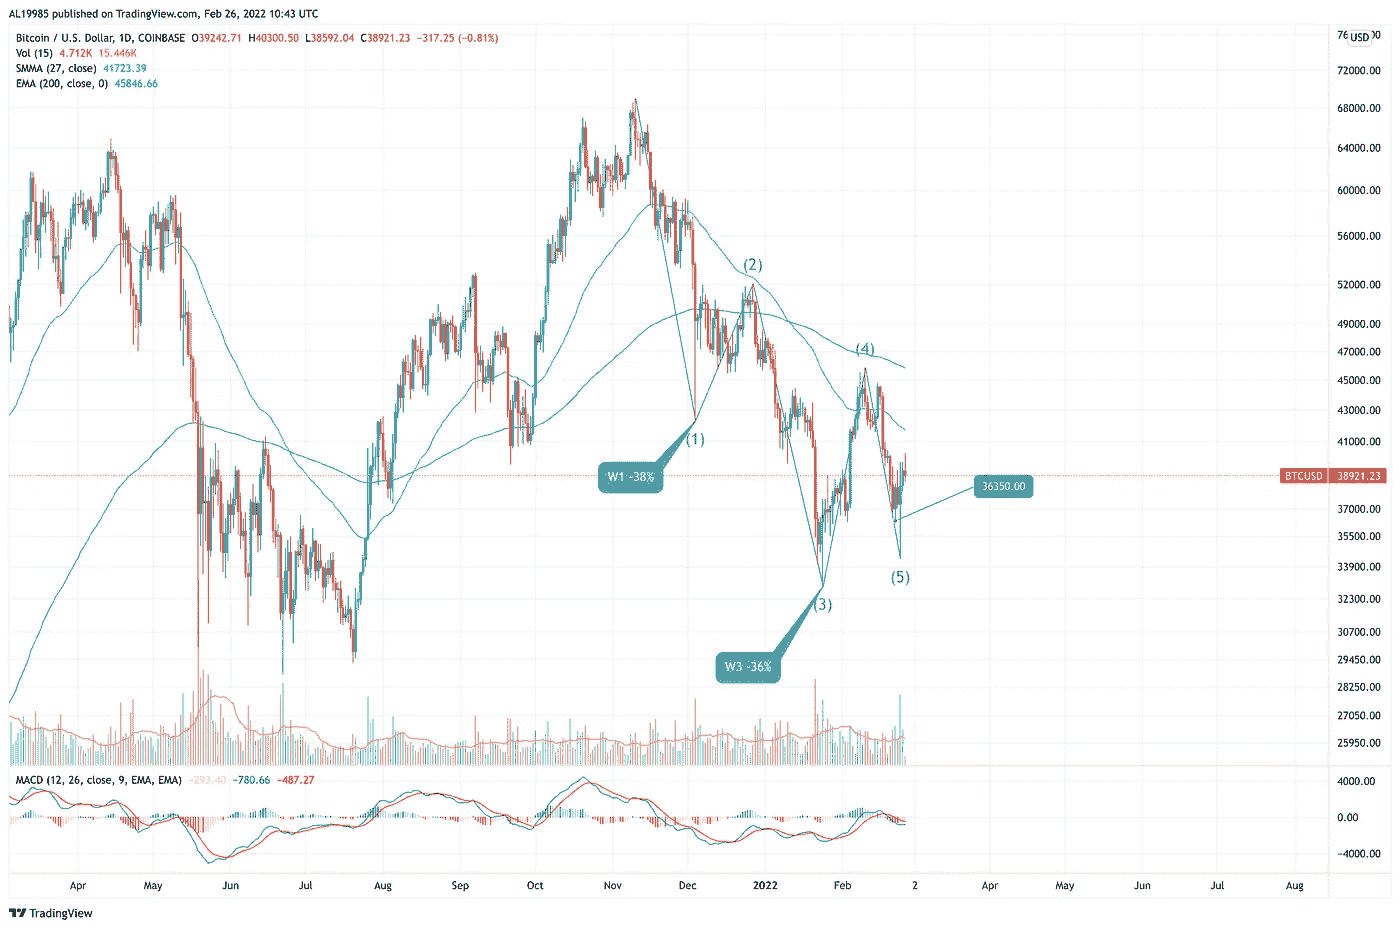 AL19985 published on TradingView.com, Feb 26, 2022 10:43 UTC
Bitcoin / U.S. Dollar, 1D, COINBASE O39242.71 H40300.50 L38592.04 C38921.23 −317.25 (−0.81%)
Vol (15) 4.712K 15.446K
SMMA (27, close) 41723.39
EMA (200, close, 0) 45846.66
USD
72000.00
68000.00
64000.00
60000.00
56000.00
52000.00
49000.00
47000.00
45000.00
43000.00
41000.00
BTCUSD 38921.23
37000.00
35500.00
33900.00
32300.00
30700.00
29450.00
28250.00
27050.00
25950.00
(2)
(4)
(1)
W1 -38%
36350.00
(5)
(3)
W3 -36%
MACD (12, 26, close, 9, EMA, EMA) −293.40 −780.66 −487.27
4000.00
0.00
−4000.00
Apr May Jun Jul Aug Sep Oct Nov Dec 2022 Feb 2 Apr May Jun Jul Aug
TradingView